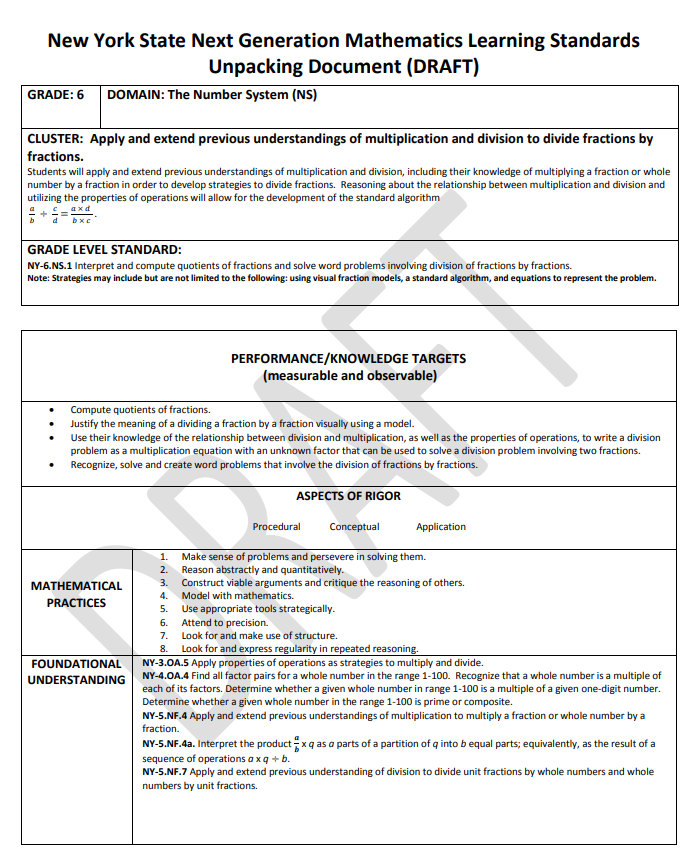 New York State Next Generation Mathematics Learning Standards
Unpacking Document (DRAFT)
GRADE: 6
DOMAIN: The Number System (NS)
CLUSTER: Apply and extend previous understandings of multiplication and division to divide fractions by
fractions.
Students will apply and extend previous understandings of multiplication and division, including their knowledge of multiplying a fraction or whole
number by a fraction in order to develop strategies to divide fractions. Reasoning about the relationship between multiplication and division and
utilizing the properties of operations will allow for the development of the standard algorithm
a/b ÷ c/d = a x d/b x c.
GRADE LEVEL STANDARD:
NY-6.NS.1 Interpret and compute quotients of fractions and solve word problems involving division of fractions by fractions.
Note: Strategies may include but are not limited to the following: using visual fraction models, a standard algorithm, and equations to represent the problem.
PERFORMANCE/KNOWLEDGE TARGETS
(measurable and observable)
• Compute quotients of fractions.
• Justify the meaning of a dividing a fraction by a fraction visually using a model.
• Use their knowledge of the relationship between division and multiplication, as well as the properties of operations, to write a division
problem as a multiplication equation with an unknown factor that can be used to solve a division problem involving two fractions.
• Recognize, solve and create word problems that involve the division of fractions by fractions.
ASPECTS OF RIGOR
Procedural Conceptual Application
MATHEMATICAL
PRACTICES
1. Make sense of problems and persevere in solving them.
2. Reason abstractly and quantitatively.
3. Construct viable arguments and critique the reasoning of others.
4. Model with mathematics.
5. Use appropriate tools strategically.
6. Attend to precision.
7. Look for and make use of structure.
8. Look for and express regularity in repeated reasoning.
FOUNDATIONAL
UNDERSTANDING
NY-3.OA.5 Apply properties of operations as strategies to multiply and divide.
NY-4.OA.4 Find all factor pairs for a whole number in the range 1-100. Recognize that a whole number is a multiple of
each of its factors. Determine whether a given whole number in range 1-100 is a multiple of a given one-digit number.
Determine whether a given whole number in the range 1-100 is prime or composite.
NY-5.NF.4 Apply and extend previous understandings of multiplication to multiply a fraction or whole number by a
fraction.
NY-5.NF.4a. Interpret the product a/b x q as a parts of a partition of q into b equal parts; equivalently, as the result of a
sequence of operations a x q ÷ b.
NY-5.NF.7 Apply and extend previous understanding of division to divide unit fractions by whole numbers and whole
numbers by unit fractions.
DRAFT